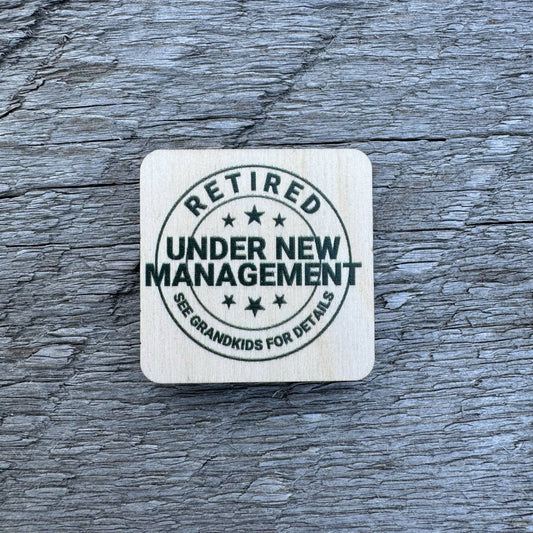 RETIRED
UNDER NEW
MANAGEMENT
SEE GRANDKIDS FOR DETAILS